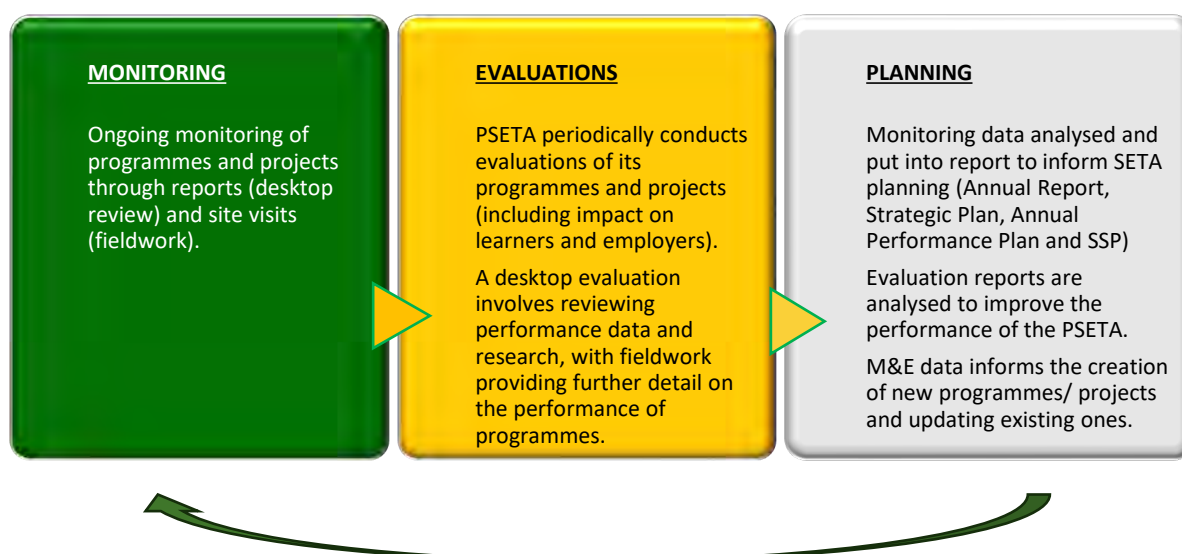 MONITORING
Ongoing monitoring of
programmes and projects
through reports (desktop
review) and site visits
(fieldwork).
EVALUATIONS
PSETA periodically conducts
evaluations of its
programmes and projects
(including impact on
learners and employers).
A desktop evaluation
involves reviewing
performance data and
research, with fieldwork
providing further detail on
the performance of
programmes.
PLANNING
Monitoring data analysed and
put into report to inform SETA
planning (Annual Report,
Strategic Plan, Annual
Performance Plan and SSP)
Evaluation reports are
analysed to improve the
performance of the PSETA.
M&E data informs the creation
of new programmes/ projects
and updating existing ones.